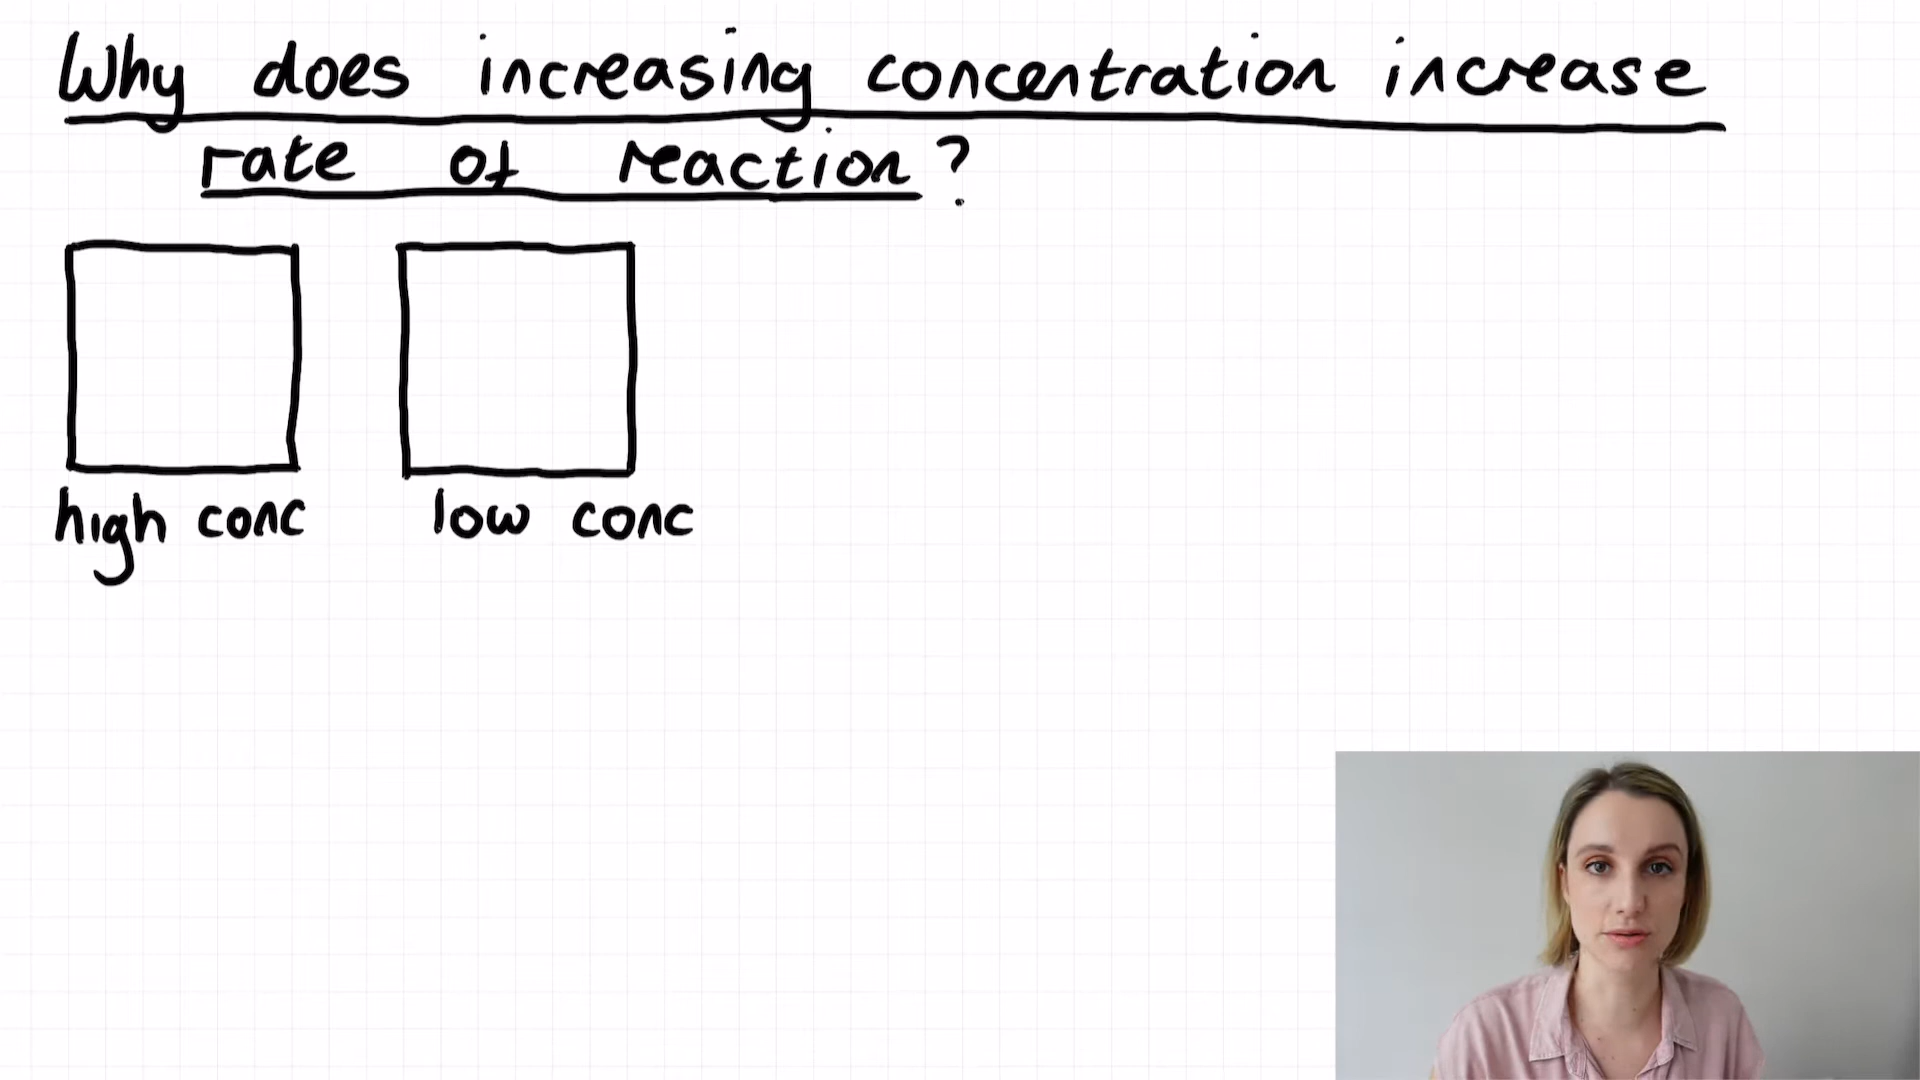 Why does increasing concentration increase
rate of reaction?
high conc
low conc